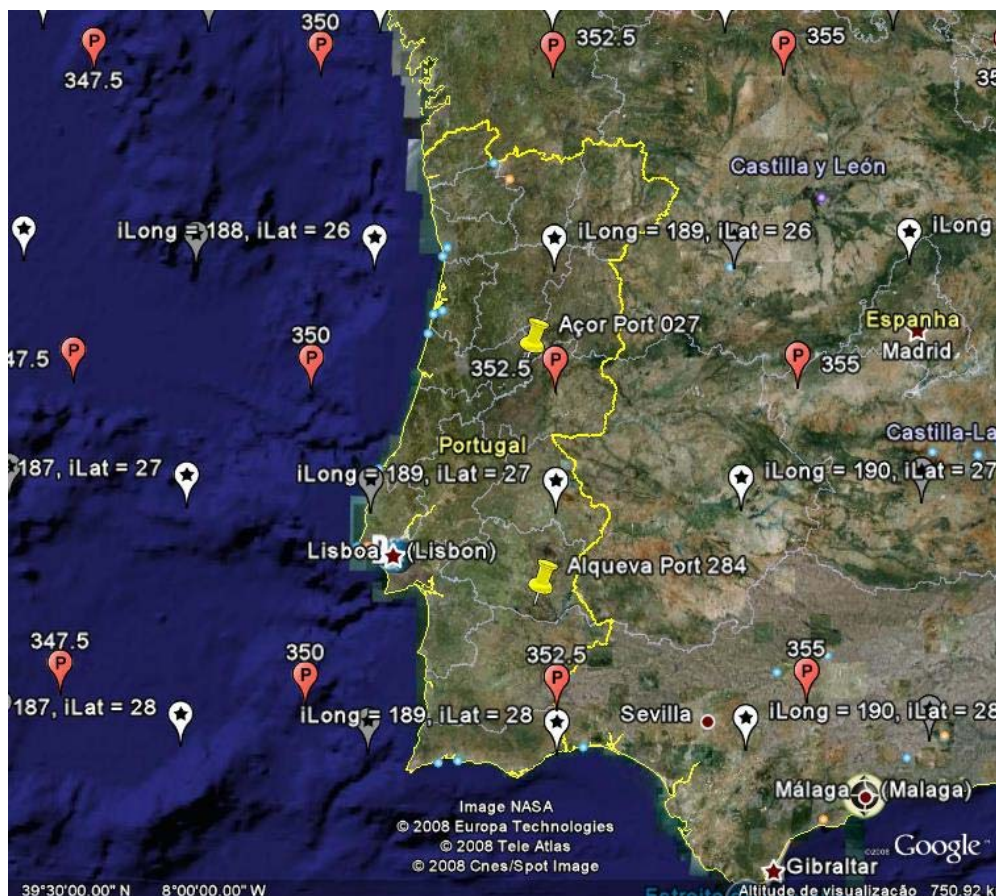 350
352.5
355
347.5
35
Castilla y León
iLong = 188, iLat = 26
iLong = 189, iLat = 26
iLong
Açor Port 027
Espanha
Madrid
47.5
350
352.5
355
Portugal
Castilla-La
187, iLat = 27
iLong = 189, iLat = 27
iLong = 190, iLat = 27
Lisboa (Lisbon)
Alqueva Port 284
347.5
350
352.5
355
187, iLat = 28
iLong = 189, iLat = 28
Sevilla
iLong = 190, iLat = 28
Málaga (Malaga)
Image NASA
© 2008 Europa Technologies
© 2008 Tele Atlas
© 2008 Cnes/Spot Image
©2008 Google
Gibraltar
Estreito
39°30'00.00" N 8°00'00.00" W
Altitude de visualização 750.92 k